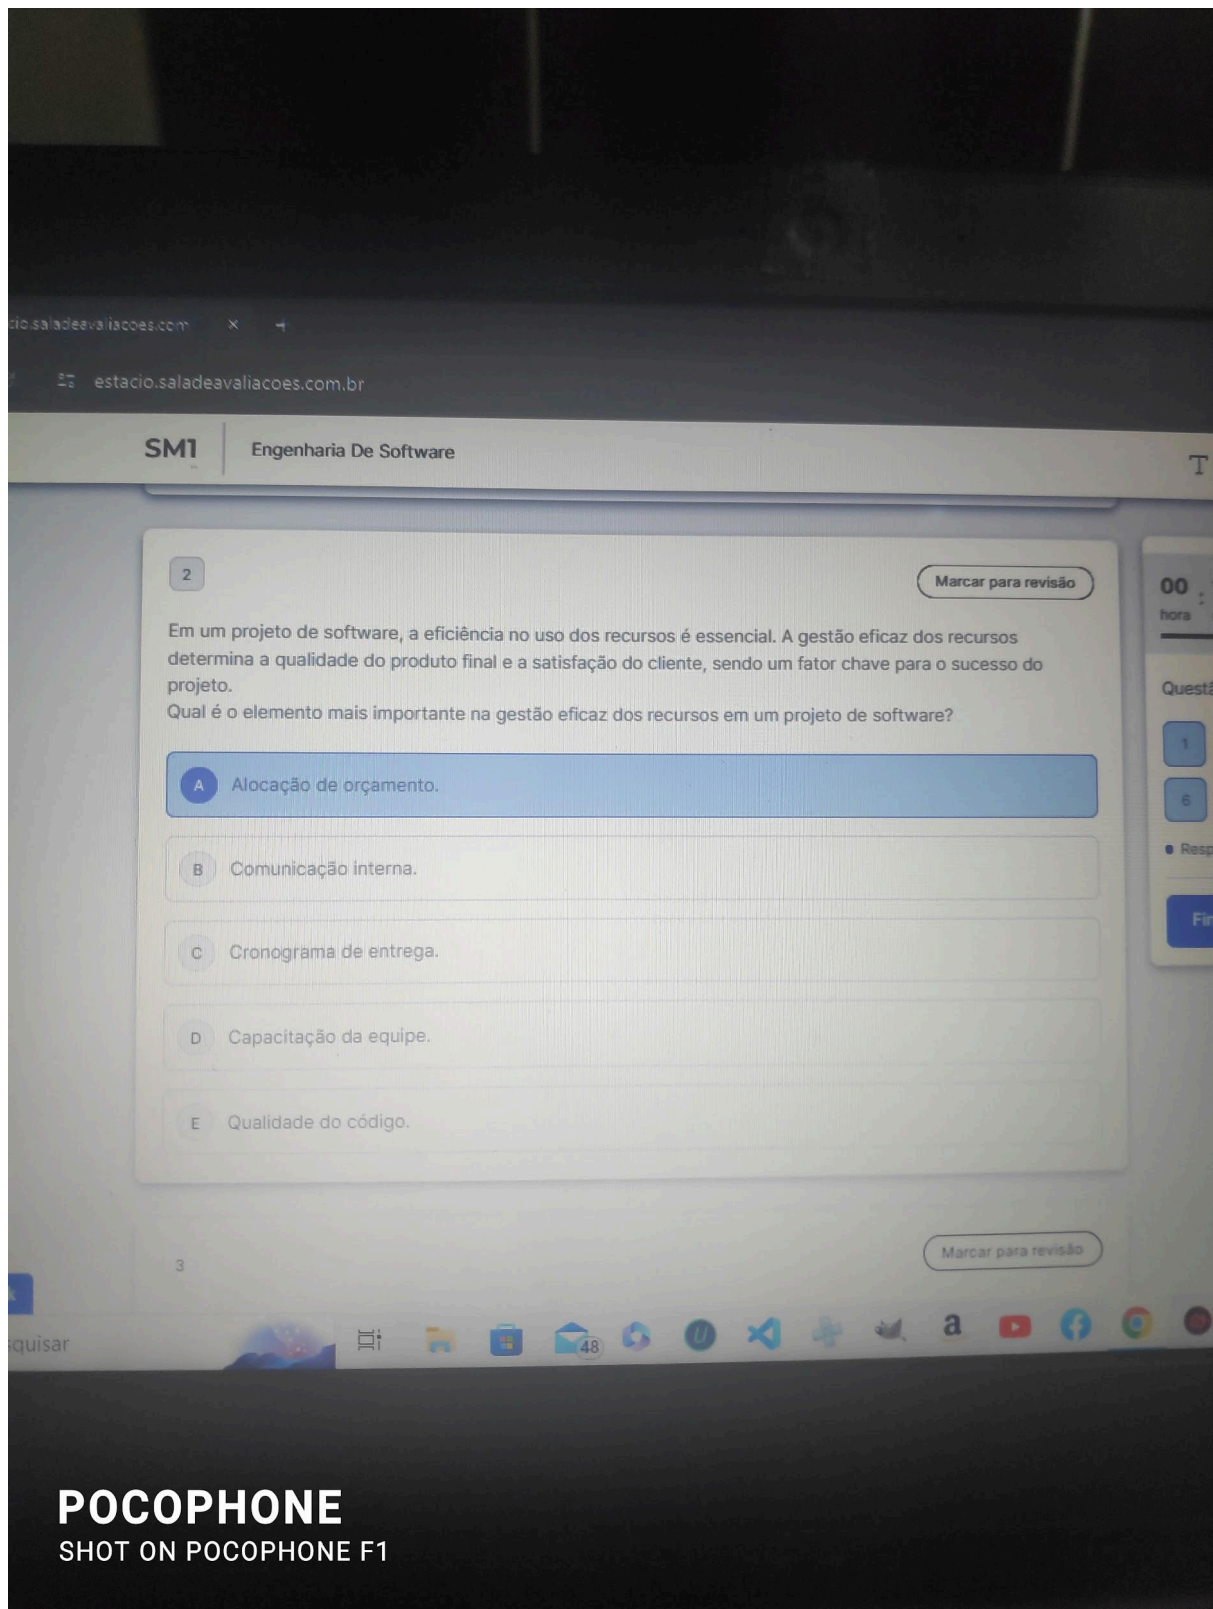 estacio.saladeavaliacoes.com.br
SM1
Engenharia De Software
T
2
Marcar para revisão
00 :
hora
Em um projeto de software, a eficiência no uso dos recursos é essencial. A gestão eficaz dos recursos
determina a qualidade do produto final e a satisfação do cliente, sendo um fator chave para o sucesso do
projeto.
Qual é o elemento mais importante na gestão eficaz dos recursos em um projeto de software?
Questã
1
6
Resp
Fin
A Alocação de orçamento.
B Comunicação interna.
C Cronograma de entrega.
D Capacitação da equipe.
E Qualidade do código.
3
Marcar para revisão
squisar
48
U
a
POCOPHONE
SHOT ON POCOPHONE F1